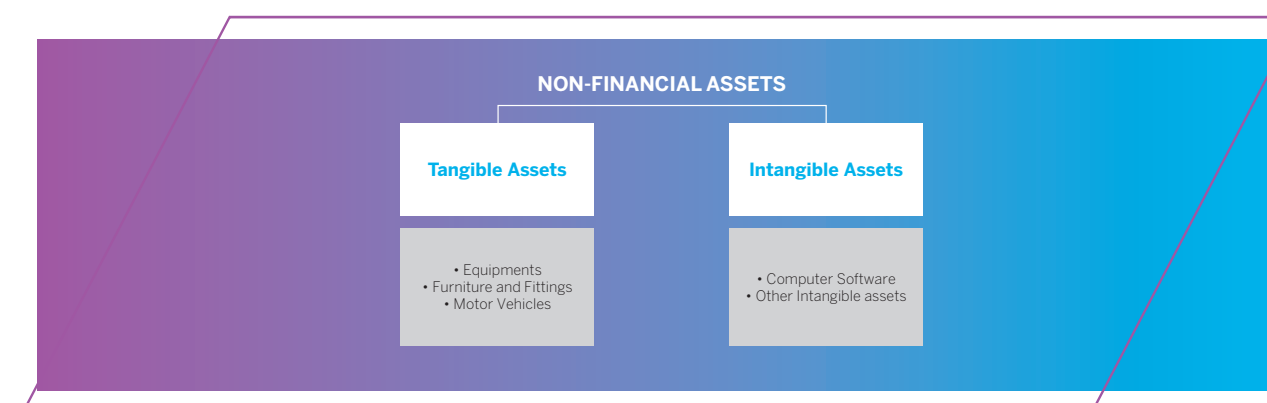 NON-FINANCIAL ASSETS
Tangible Assets
• Equipments
• Furniture and Fittings
• Motor Vehicles
Intangible Assets
• Computer Software
• Other Intangible assets